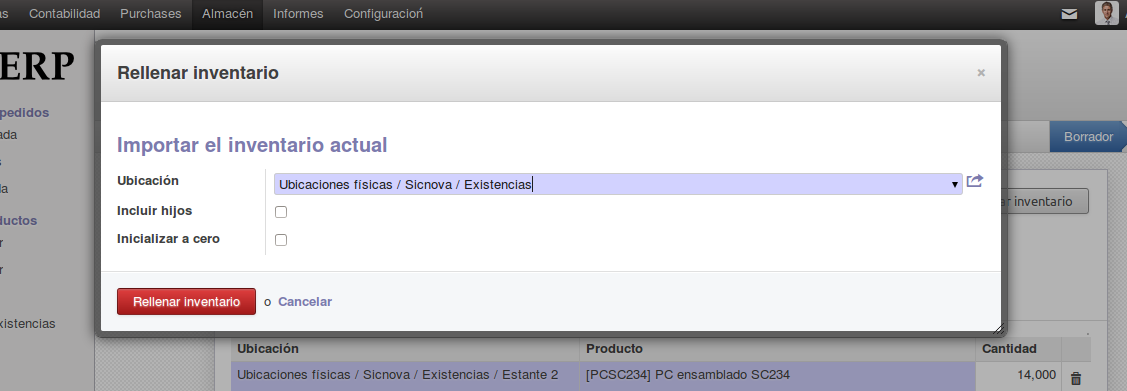 as Contabilidad Purchases Almacén Informes Configuración
ERP
Rellenar inventario ×
pedidos
ada
Importar el inventario actual
Borrador
s
Ubicación Ubicaciones físicas / Sicnova / Existencias
da
ar inventario
Incluir hijos
ductos
Inicializar a cero
r
r
Rellenar inventario o Cancelar
xistencias
Ubicación Producto Cantidad
Ubicaciones físicas / Sicnova / Existencias / Estante 2 [PCSC234] PC ensamblado SC234 14,000